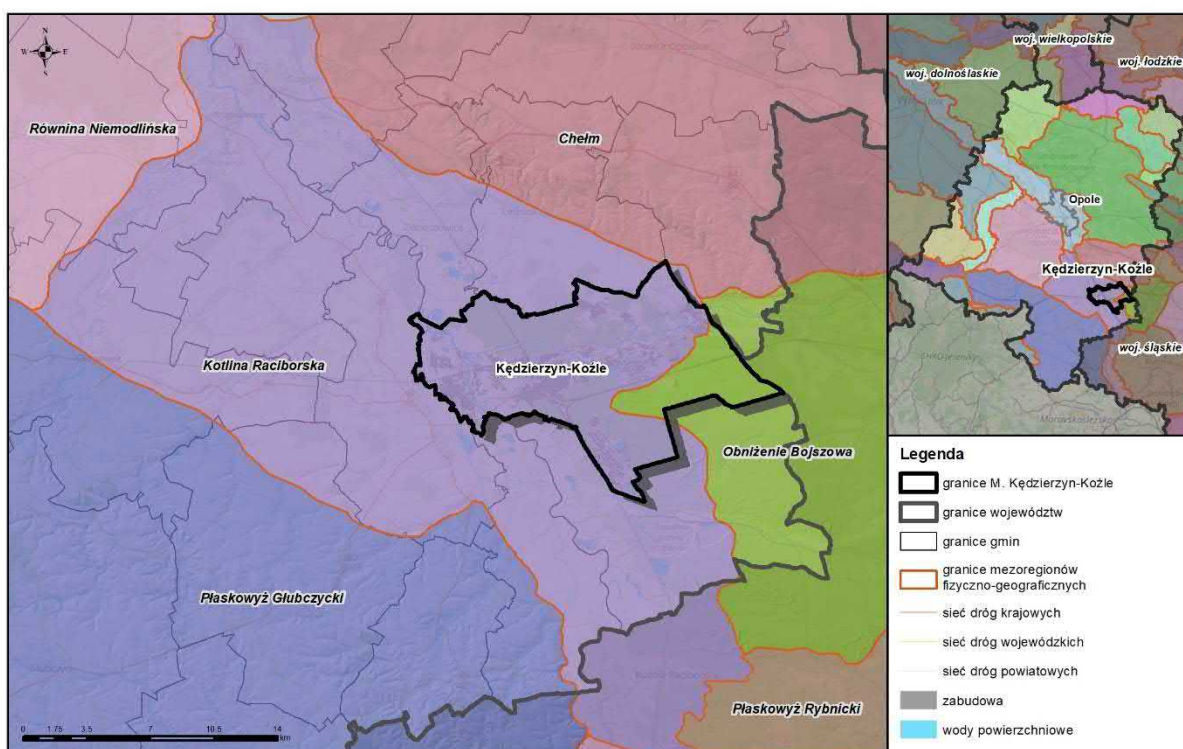 N
W E
S
Równina Niemodlińska
Chełm
Kotlina Raciborska
Kędzierzyn-Koźle
Obniżenie Bojszowa
Płaskowyż Głubczycki
Płaskowyż Rybnicki
0 1.75 3.5 7 10.5 14
km
woj. wielkopolskie
woj. łodzkie
woj. dolnoślaskie
Opole
Kędzierzyn-Koźle
woj. śląskie
Legenda
granice M. Kędzierzyn-Koźle
granice województw
granice gmin
granice mezoregionów
fizyczno-geograficznych
sieć dróg krajowych
sieć dróg wojewódzkich
sieć dróg powiatowych
zabudowa
wody powierzchniowe